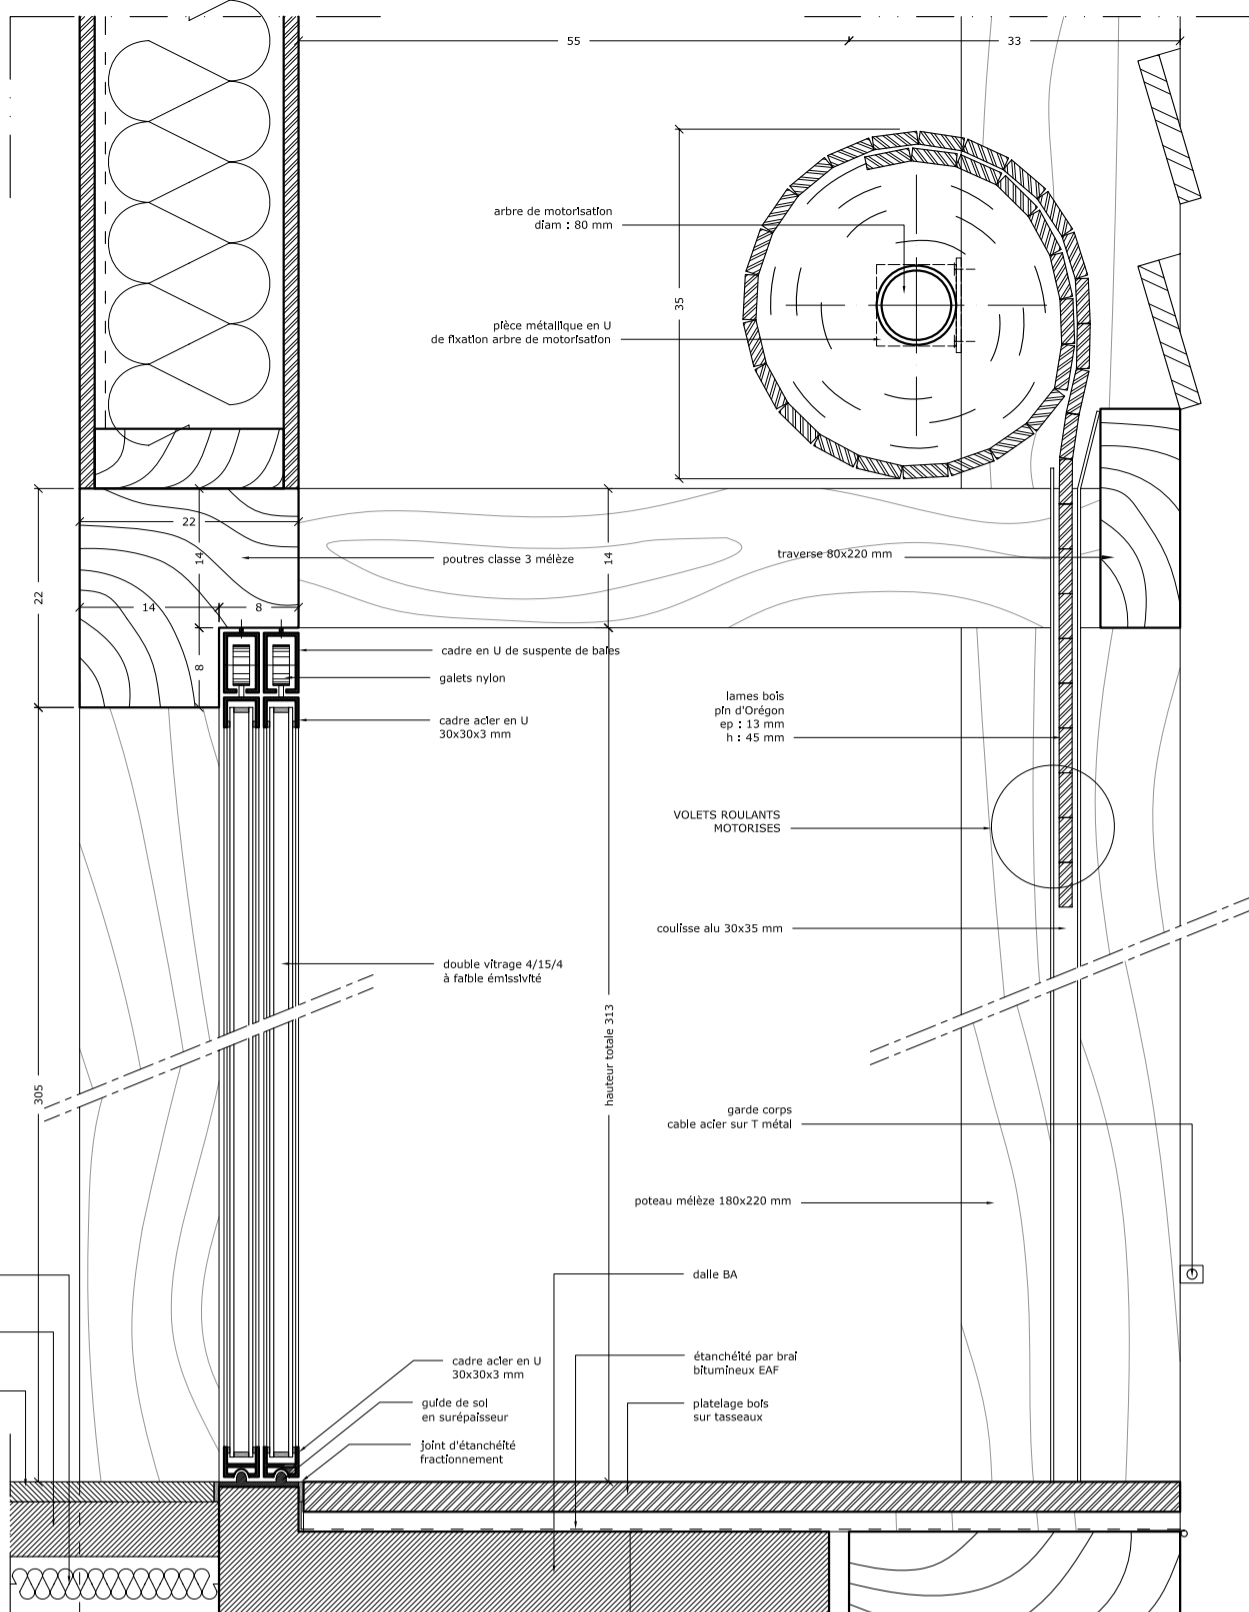 55
33
arbre de motorisation
diam : 80 mm
35
pièce métallique en U
de fixation arbre de motorisation
22
14
poutres classe 3 mélèze
14
traverse 80x220 mm
22
14
8
cadre en U de suspente de baies
8
galets nylon
cadre acier en U
30x30x3 mm
lames bois
pin d'Orégon
ep : 13 mm
h : 45 mm
VOLETS ROULANTS
MOTORISES
coulisse alu 30x35 mm
double vitrage 4/15/4
à faible émissivité
hauteur totale 313
305
garde corps
cable acier sur T métal
poteau mélèze 180x220 mm
dalle BA
cadre acier en U
30x30x3 mm
étanchéité par brai
bitumineux EAF
guide de sol
en surépaisseur
platelage bois
sur tasseaux
joint d'étanchéité
fractionnement